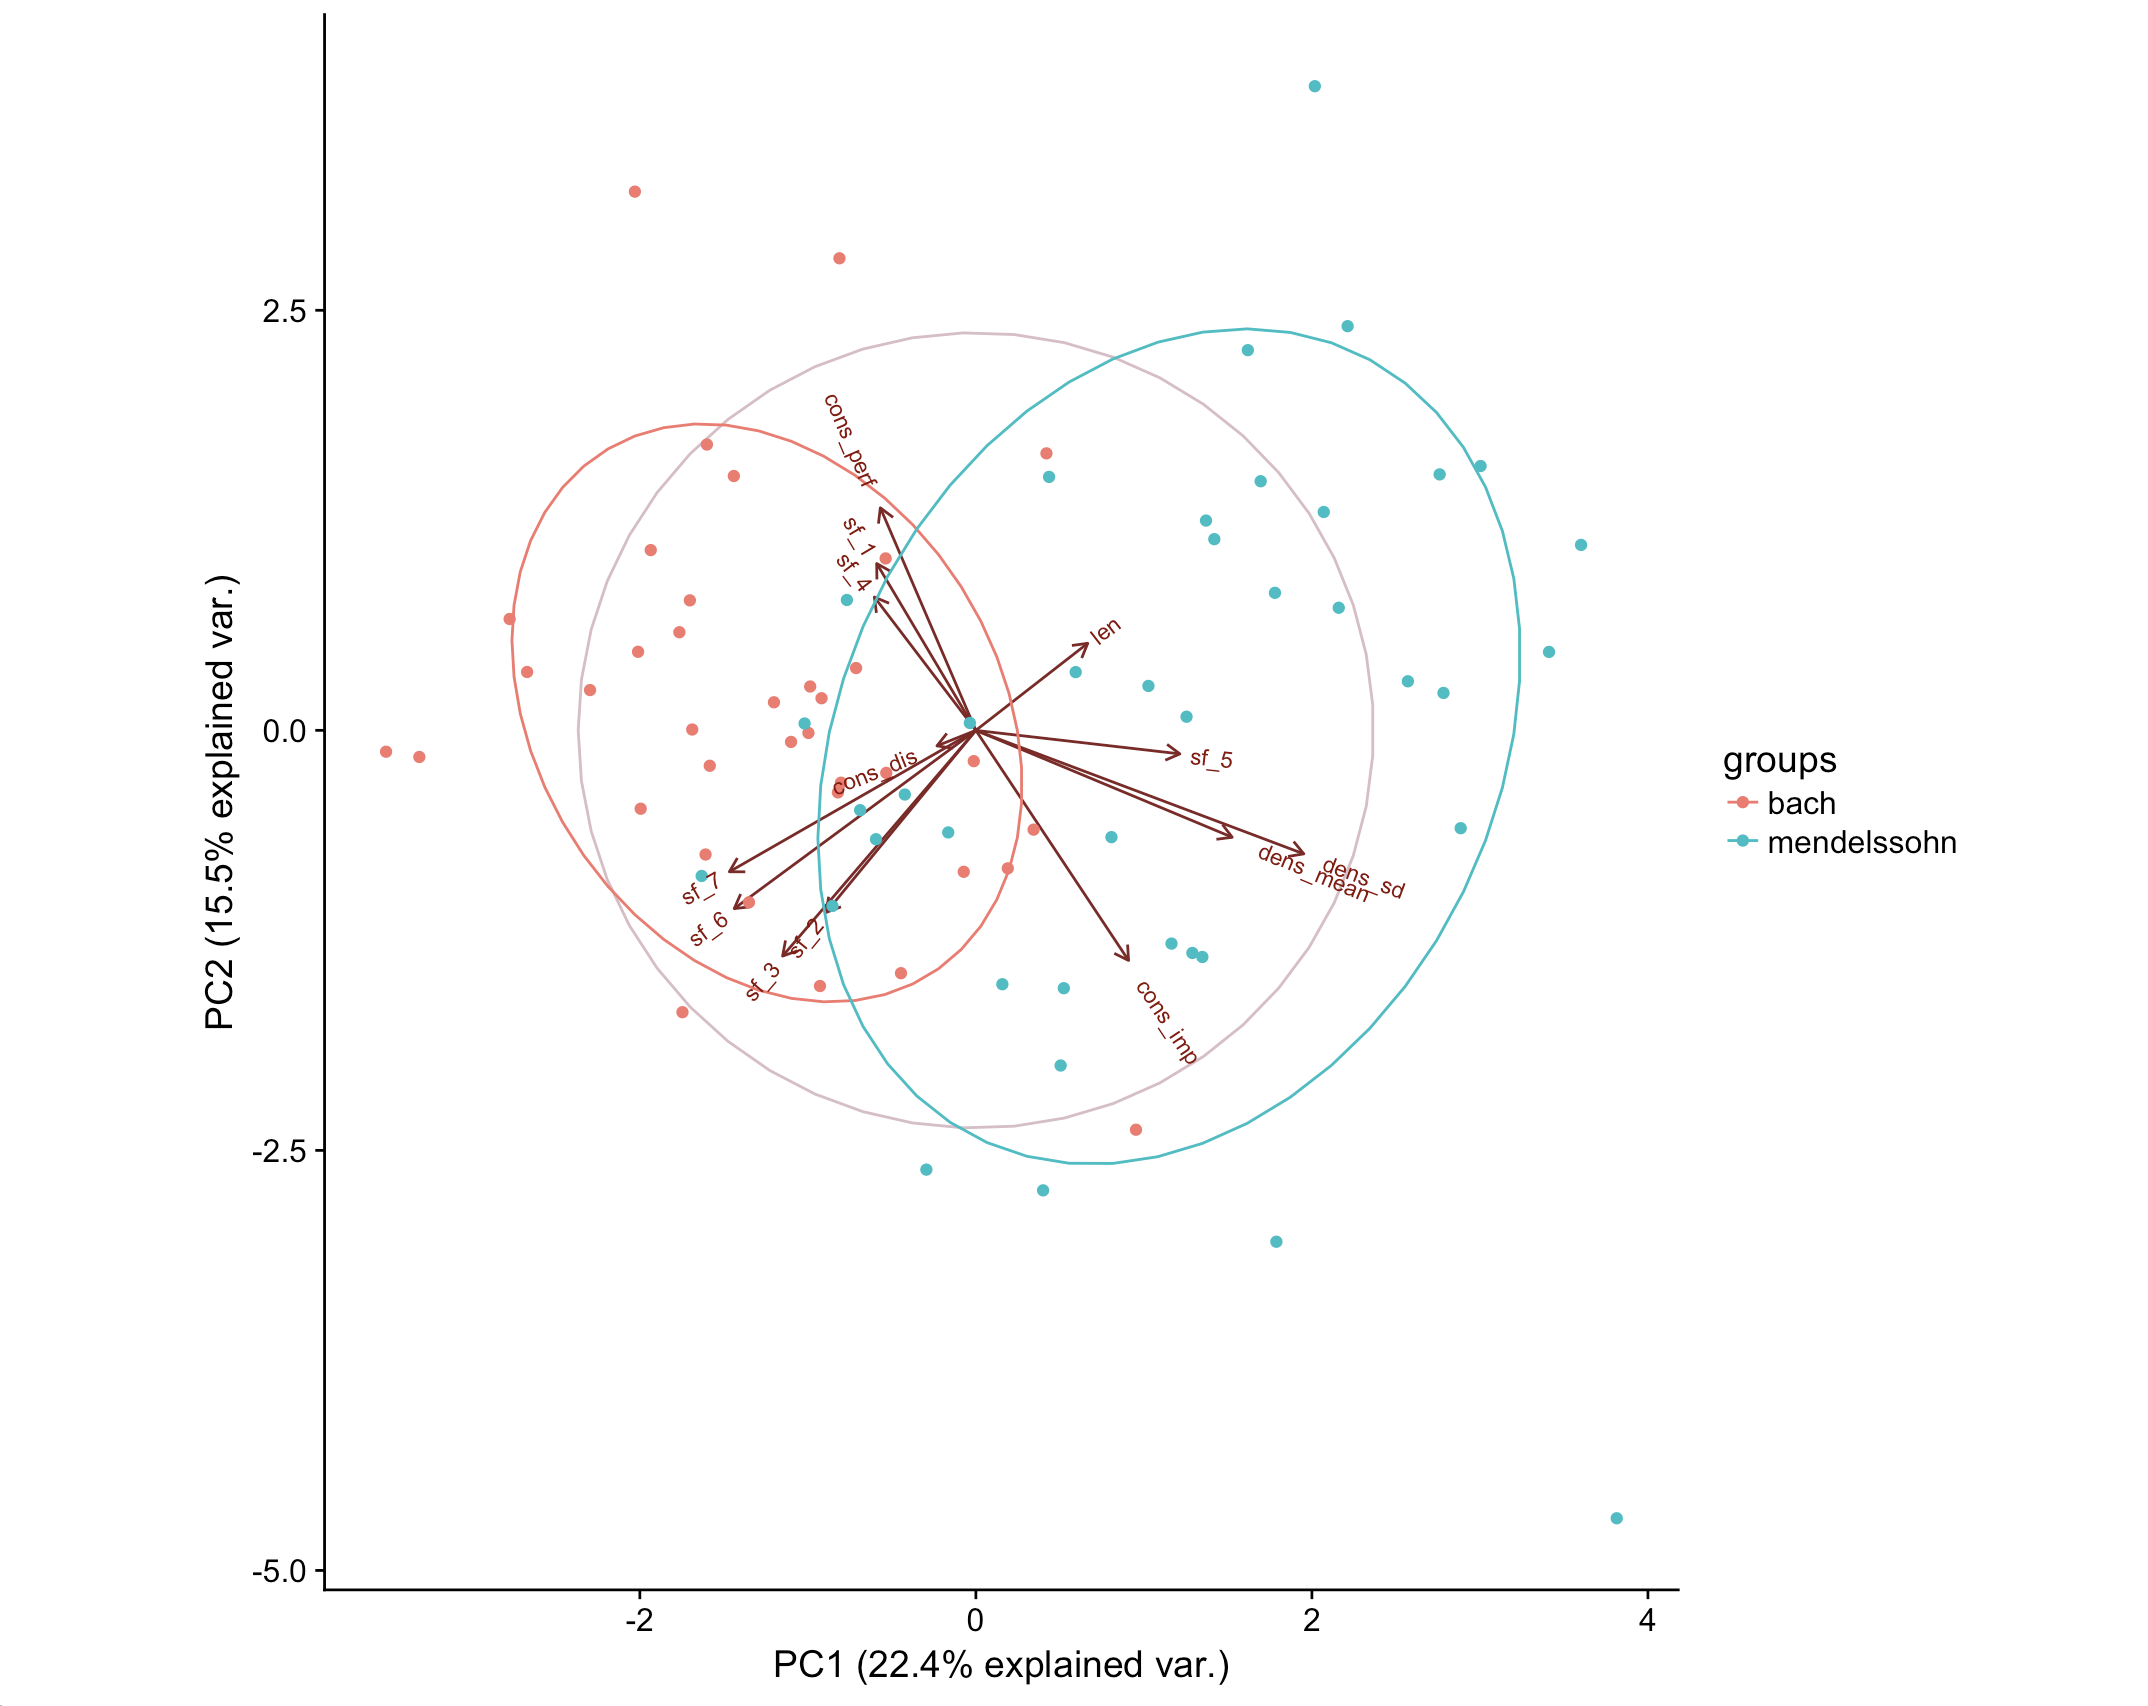 cons_perf
sf_1
sf_4
len
cons_dis
sf_5
dens_mean
dens_sd
sf_7
sf_6
sf_2
sf_3
cons_imp
2.5
0.0
-2.5
-5.0
-2
0
2
4
PC2 (15.5% explained var.)
PC1 (22.4% explained var.)
groups
bach
mendelssohn